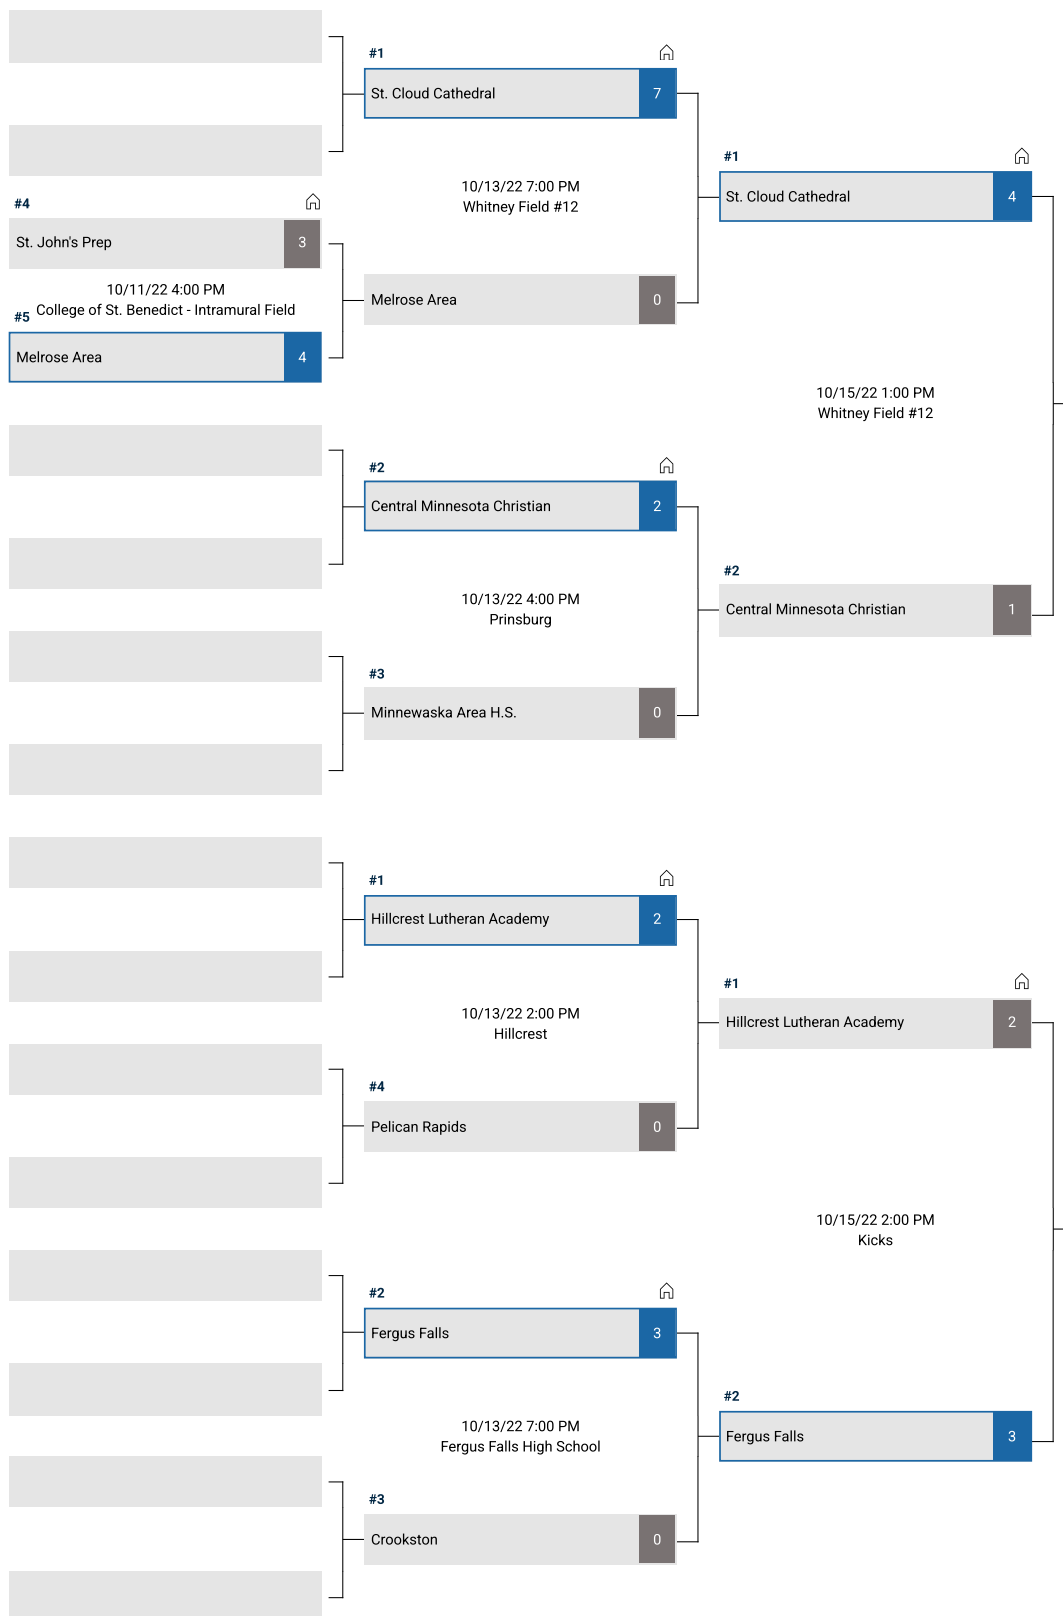 #1
St. Cloud Cathedral 7
10/13/22 7:00 PM
Whitney Field #12
#1
St. Cloud Cathedral 4
#4
St. John's Prep 3
10/11/22 4:00 PM
College of St. Benedict - Intramural Field
#5
Melrose Area 4
Melrose Area 0
10/15/22 1:00 PM
Whitney Field #12
#2
Central Minnesota Christian 2
10/13/22 4:00 PM
Prinsburg
#2
Central Minnesota Christian 1
#3
Minnewaska Area H.S. 0
#1
Hillcrest Lutheran Academy 2
10/13/22 2:00 PM
Hillcrest
#1
Hillcrest Lutheran Academy 2
#4
Pelican Rapids 0
10/15/22 2:00 PM
Kicks
#2
Fergus Falls 3
10/13/22 7:00 PM
Fergus Falls High School
#2
Fergus Falls 3
#3
Crookston 0